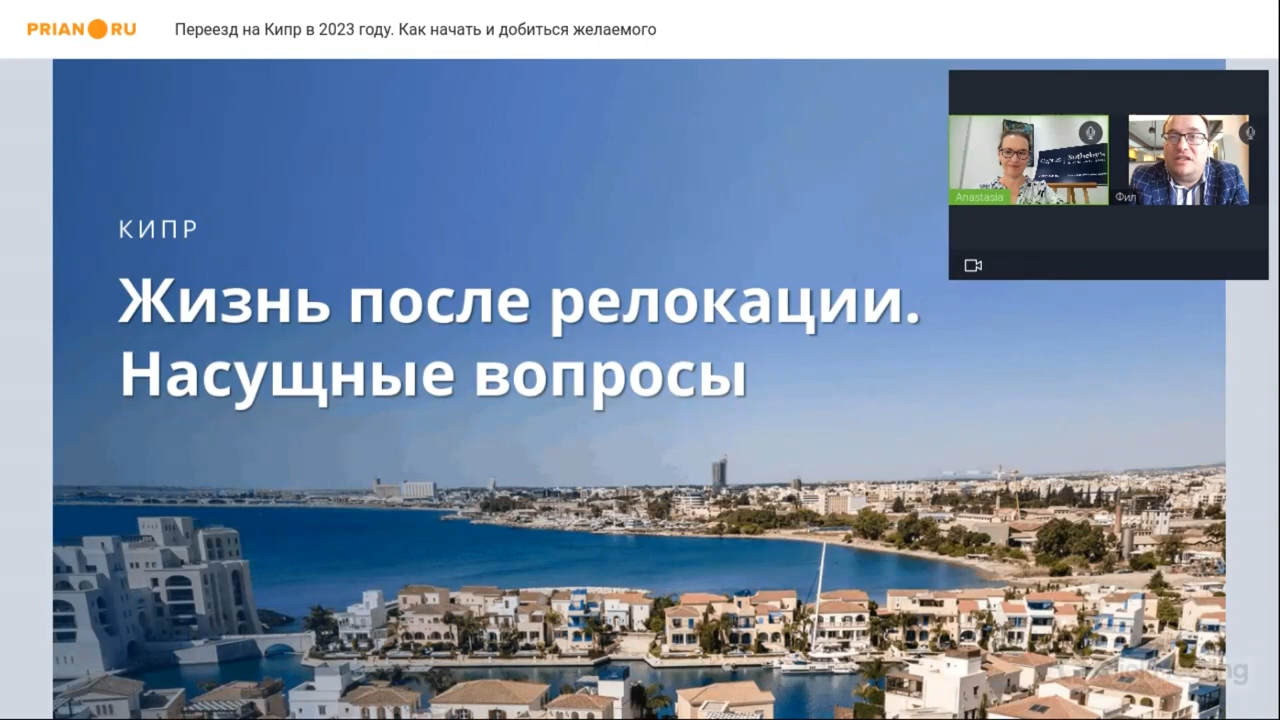 PRIAN RU
Переезд на Кипр в 2023 году. Как начать и добиться желаемого
КИПР
Жизнь после релокации.
Насущные вопросы
Anastasia
Фил
Sotheby's